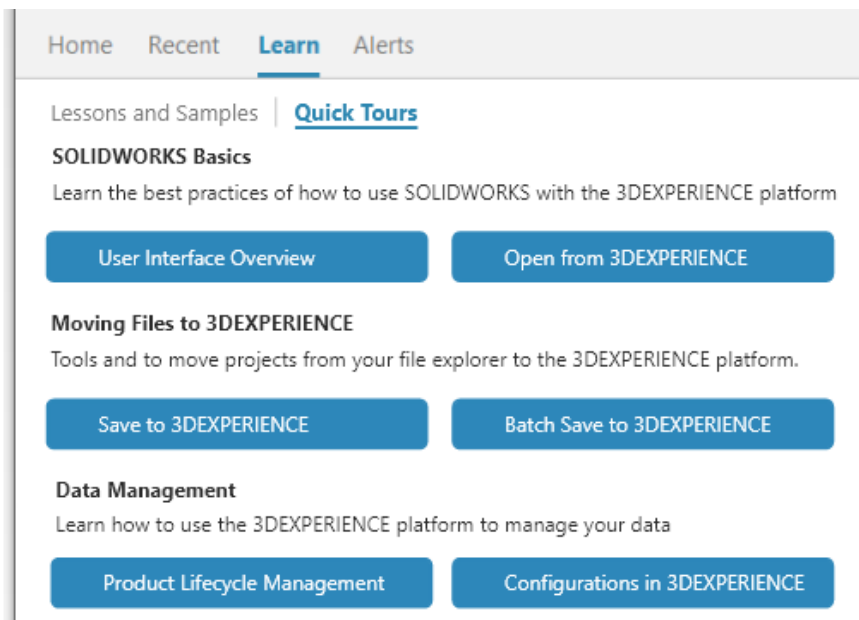 Home Recent Learn Alerts
Lessons and Samples Quick Tours
SOLIDWORKS Basics
Learn the best practices of how to use SOLIDWORKS with the 3DEXPERIENCE platform
User Interface Overview Open from 3DEXPERIENCE
Moving Files to 3DEXPERIENCE
Tools and to move projects from your file explorer to the 3DEXPERIENCE platform.
Save to 3DEXPERIENCE Batch Save to 3DEXPERIENCE
Data Management
Learn how to use the 3DEXPERIENCE platform to manage your data
Product Lifecycle Management Configurations in 3DEXPERIENCE